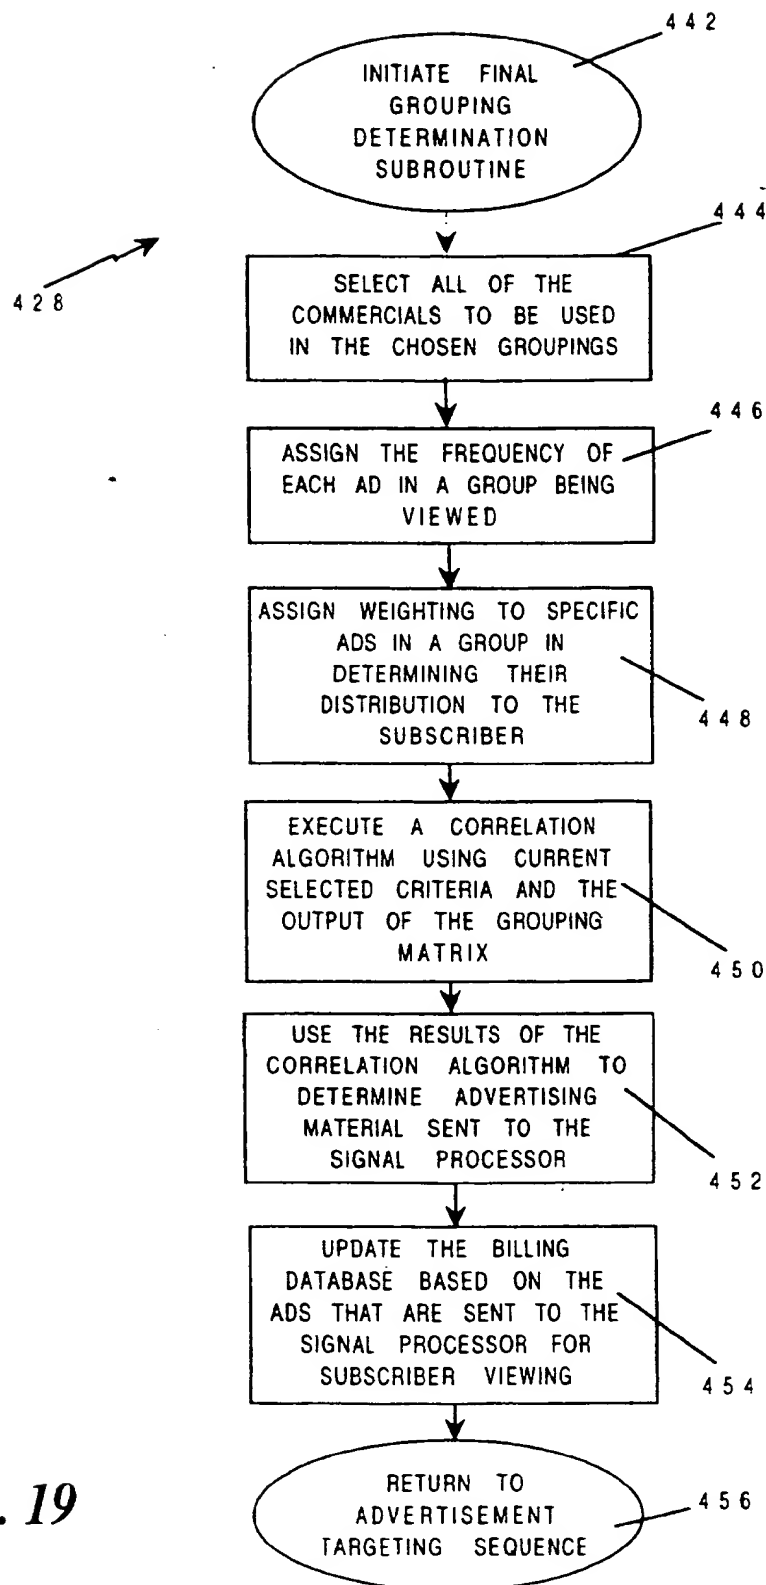 442
INITIATE FINAL
GROUPING
DETERMINATION
SUBROUTINE
444
428
SELECT ALL OF THE
COMMERCIALS TO BE USED
IN THE CHOSEN GROUPINGS
446
ASSIGN THE FREQUENCY OF
EACH AD IN A GROUP BEING
VIEWED
ASSIGN WEIGHTING TO SPECIFIC
ADS IN A GROUP IN
DETERMINING THEIR
DISTRIBUTION TO THE
SUBSCRIBER
448
EXECUTE A CORRELATION
ALGORITHM USING CURRENT
SELECTED CRITERIA AND THE
OUTPUT OF THE GROUPING
MATRIX
450
USE THE RESULTS OF THE
CORRELATION ALGORITHM TO
DETERMINE ADVERTISING
MATERIAL SENT TO THE
SIGNAL PROCESSOR
452
UPDATE THE BILLING
DATABASE BASED ON THE
ADS THAT ARE SENT TO THE
SIGNAL PROCESSOR FOR
SUBSCRIBER VIEWING
454
RETURN TO
ADVERTISEMENT
TARGETING SEQUENCE
456
. 19